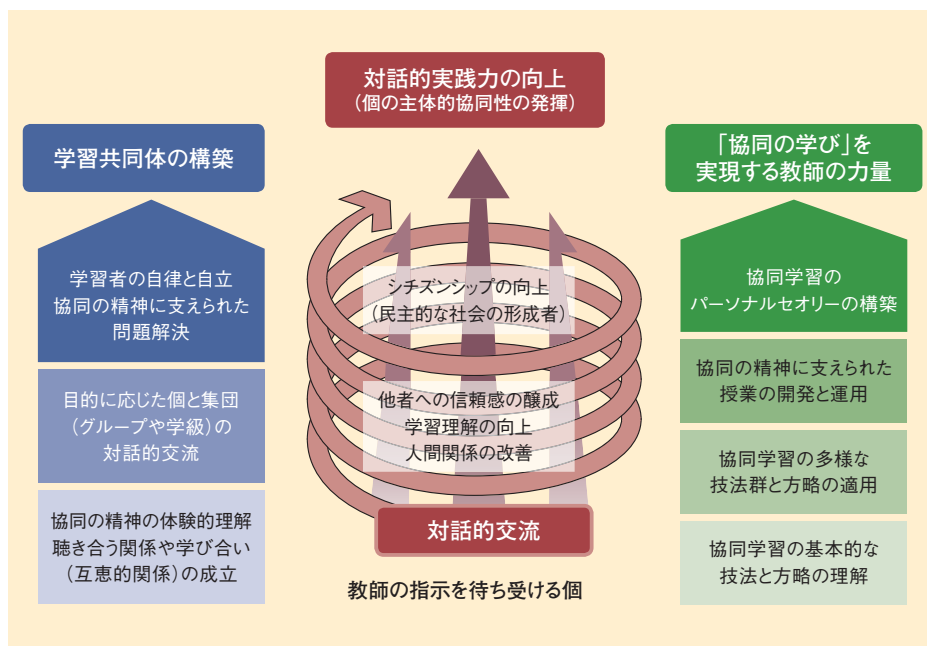 対話的実践力の向上
（個の主体的協同性の発揮）
学習共同体の構築
学習者の自律と自立
協同の精神に支えられた
問題解決
目的に応じた個と集団
（グループや学級）の
対話的交流
協同の精神の体験的理解
聴き合う関係や学び合い
（互恵的関係）の成立
シチズンシップの向上
（民主的な社会の形成者）
他者への信頼感の醸成
学習理解の向上
人間関係の改善
対話的交流
教師の指示を待ち受ける個
「協同の学び」を
実現する教師の力量
協同学習の
パーソナルセオリーの構築
協同の精神に支えられた
授業の開発と運用
協同学習の多様な
技法群と方略の適用
協同学習の基本的な
技法と方略の理解